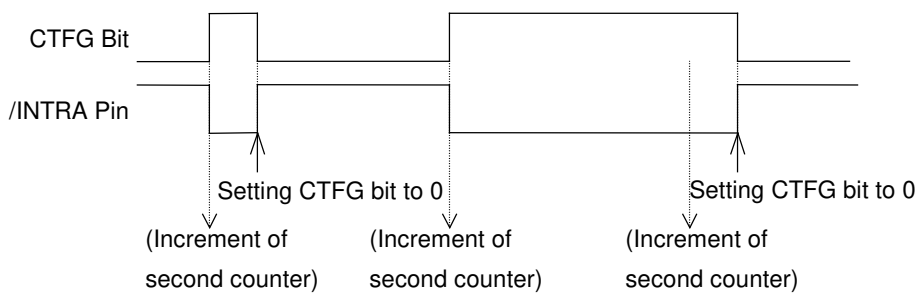 CTFG Bit
/INTRA Pin
Setting CTFG bit to 0
Setting CTFG bit to 0
(Increment of
second counter)
(Increment of
second counter)
(Increment of
second counter)